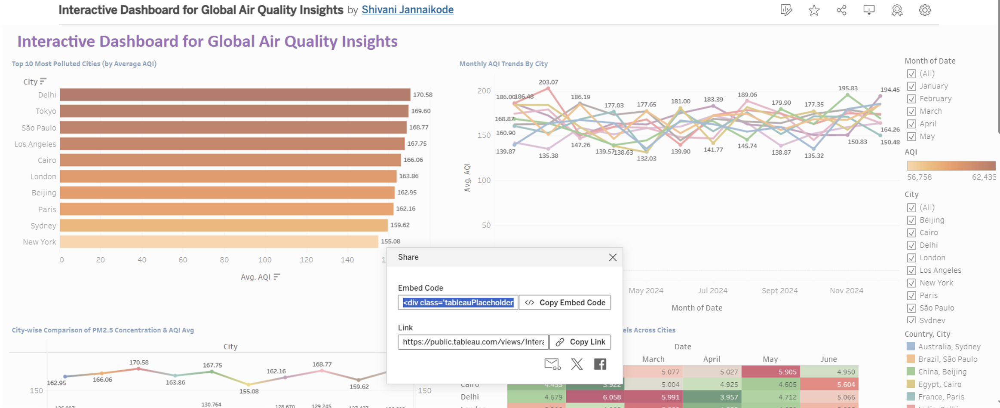 Interactive Dashboard for Global Air Quality Insights by Shivani Jannaikode
Interactive Dashboard for Global Air Quality Insights
Top 10 Most Polluted Cities (by Average AQI)
City
Delhi 170.58
Tokyo 169.60
São Paulo 168.77
Los Angeles 167.75
Cairo 166.06
London 163.86
Beijing 162.95
Paris 162.16
Sydney 159.62
New York 155.08
0 20 40 60 80 100 120 140 1
Avg. AQI
Monthly AQI Trends By City
203.07
195.83 194.45
200
186.00 186.48 186.19 177.03 177.65 181.00 183.39 189.06 179.90 177.35
168.87
160.90
164.26
150
139.87 135.38 147.26 139.57 138.63 132.03 139.90 141.77 145.74 138.87 135.32 150.83 150.48
100
50
Avg. AQI
May 2024 Jul 2024 Sept 2024 Nov 2024
Month of Date
Month of Date
(All)
January
February
March
April
May
AQI
56,758 62,433
City
(All)
Beijing
Cairo
Delhi
London
Los Angeles
New York
Paris
São Paulo
Sydney
Country, City
Australia, Sydney
Brazil, São Paulo
China, Beijing
Egypt, Cairo
France, Paris
India, Delhi
Share
Embed Code
<div class='tableauPlaceholder
</> Copy Embed Code
Link
https://public.tableau.com/views/Intera
Copy Link
City-wise Comparison of PM2.5 Concentration & AQI Avg
City
162.95 166.06 170.58 163.86 167.75 155.08 162.16 168.77 159.62
150 150
130.764 128.670 129.245
els Across Cities
Date
March April May June
5.077 5.027 5.905 4.950
Cairo 4.455 3.922 5.004 4.925 4.605 5.604
Delhi 4.679 6.058 5.991 3.957 4.712 5.066